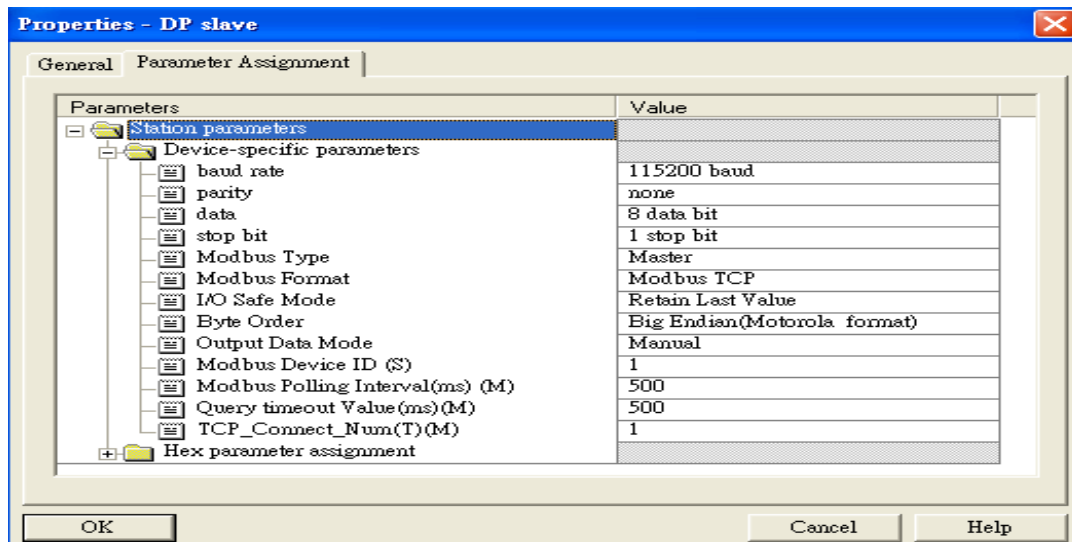 Properties - DP slave
General Parameter Assignment
Parameters Value
Station parameters
Device-specific parameters
baud rate 115200 baud
parity none
data 8 data bit
stop bit 1 stop bit
Modbus Type Master
Modbus Format Modbus TCP
I/O Safe Mode Retain Last Value
Byte Order Big Endian(Motorola format)
Output Data Mode Manual
Modbus Device ID (S) 1
Modbus Polling Interval(ms) (M) 500
Query timeout Value(ms)(M) 500
TCP_Connect_Num(T)(M) 1
Hex parameter assignment
OK Cancel Help